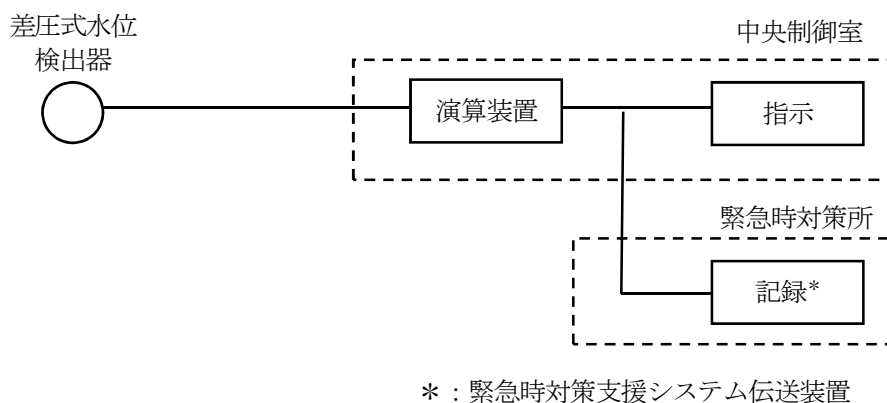 差圧式水位
検出器
中央制御室
演算装置
指示
緊急時対策所
記録*
＊：緊急時対策支援システム伝送装置